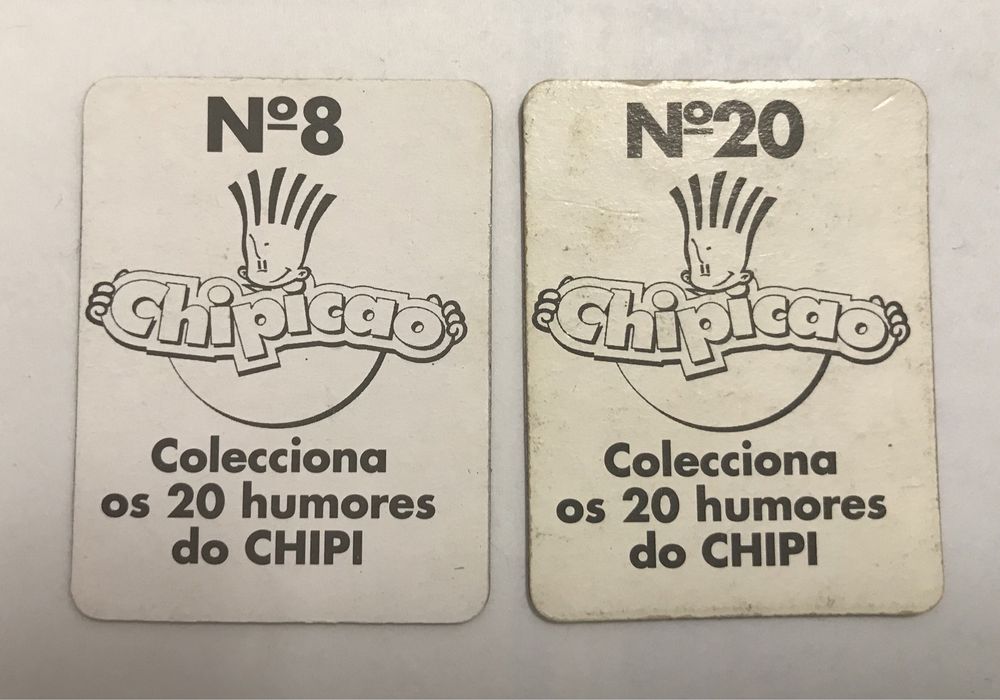 Nº8
Chipicao
Colecciona
os 20 humores
do CHIPI
Nº20
Chipicao
Colecciona
os 20 humores
do CHIPI